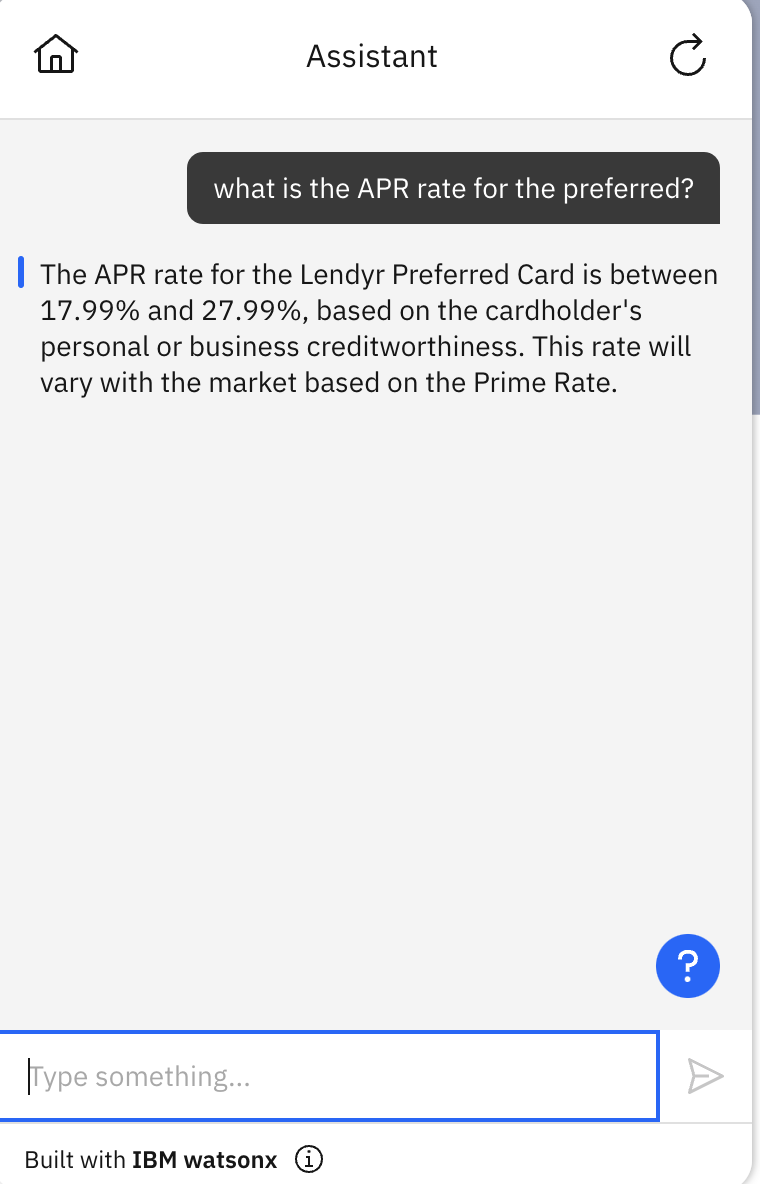 Assistant
what is the APR rate for the preferred?
The APR rate for the Lendyr Preferred Card is between
17.99% and 27.99%, based on the cardholder's
personal or business creditworthiness. This rate will
vary with the market based on the Prime Rate.
?
Type something...
Built with IBM watsonx